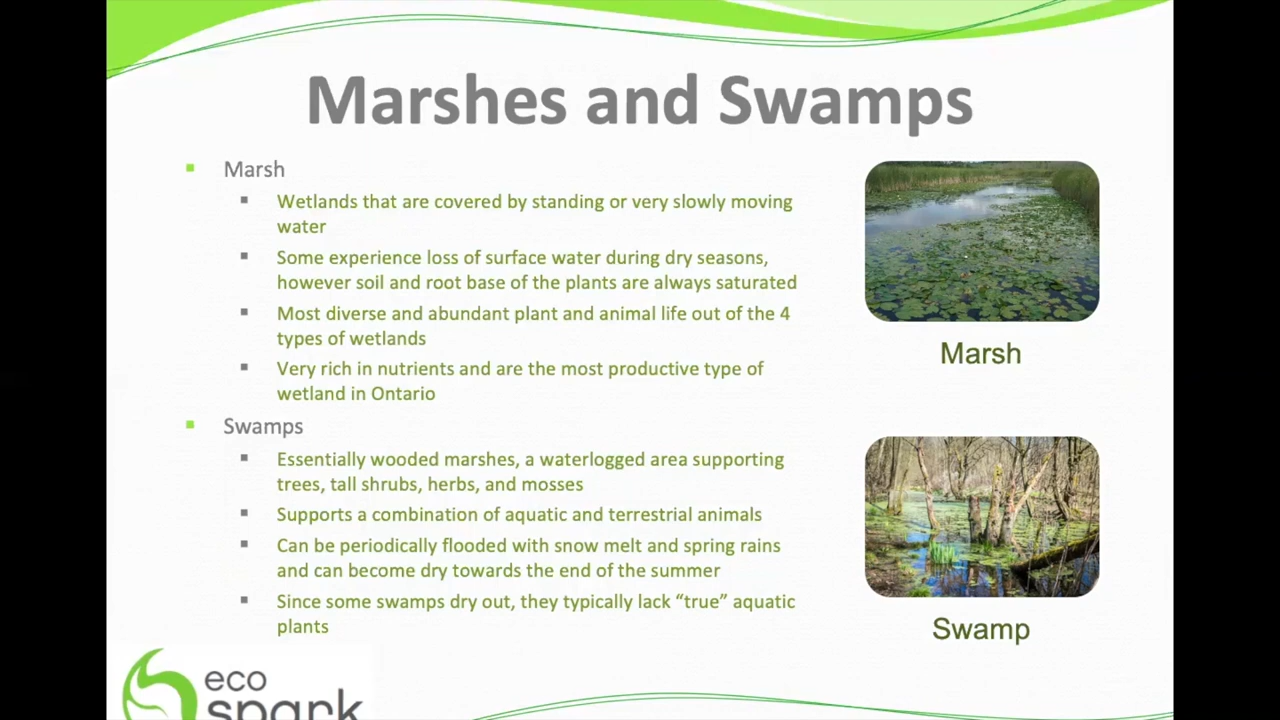 Marshes and Swamps
Marsh
Wetlands that are covered by standing or very slowly moving
water
Some experience loss of surface water during dry seasons,
however soil and root base of the plants are always saturated
Most diverse and abundant plant and animal life out of the 4
types of wetlands
Very rich in nutrients and are the most productive type of
wetland in Ontario
Swamps
Essentially wooded marshes, a waterlogged area supporting
trees, tall shrubs, herbs, and mosses
Supports a combination of aquatic and terrestrial animals
Can be periodically flooded with snow melt and spring rains
and can become dry towards the end of the summer
Since some swamps dry out, they typically lack “true” aquatic
plants
Marsh
Swamp
eco
spark